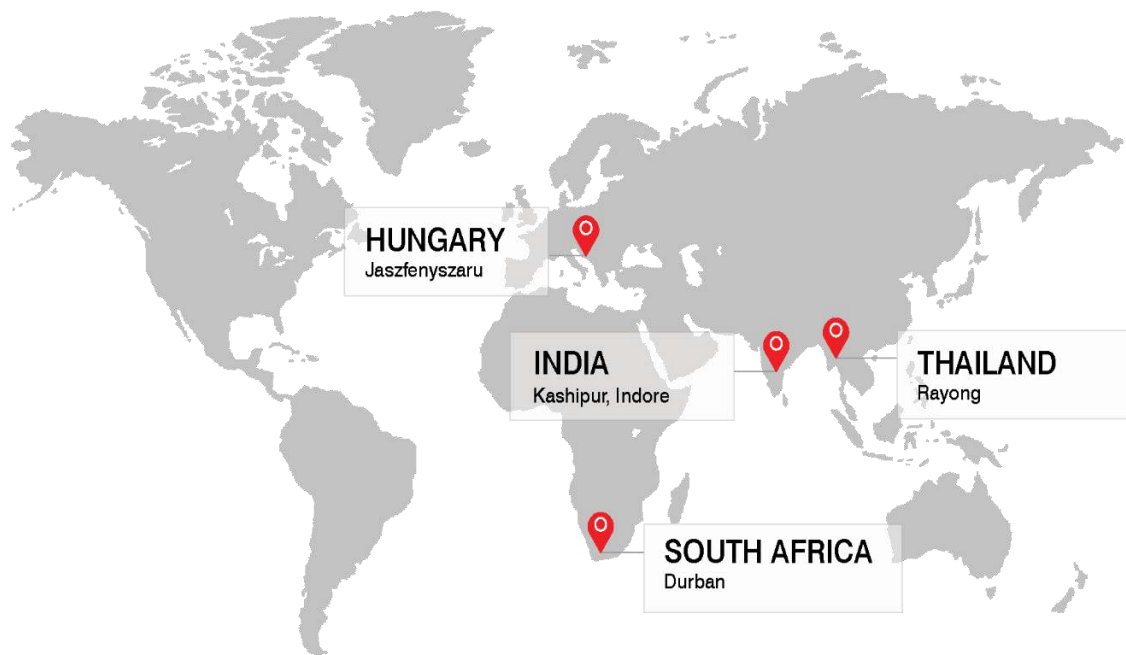 HUNGARY
Jaszfenyszaru
INDIA
Kashipur, Indore
THAILAND
Rayong
SOUTH AFRICA
Durban